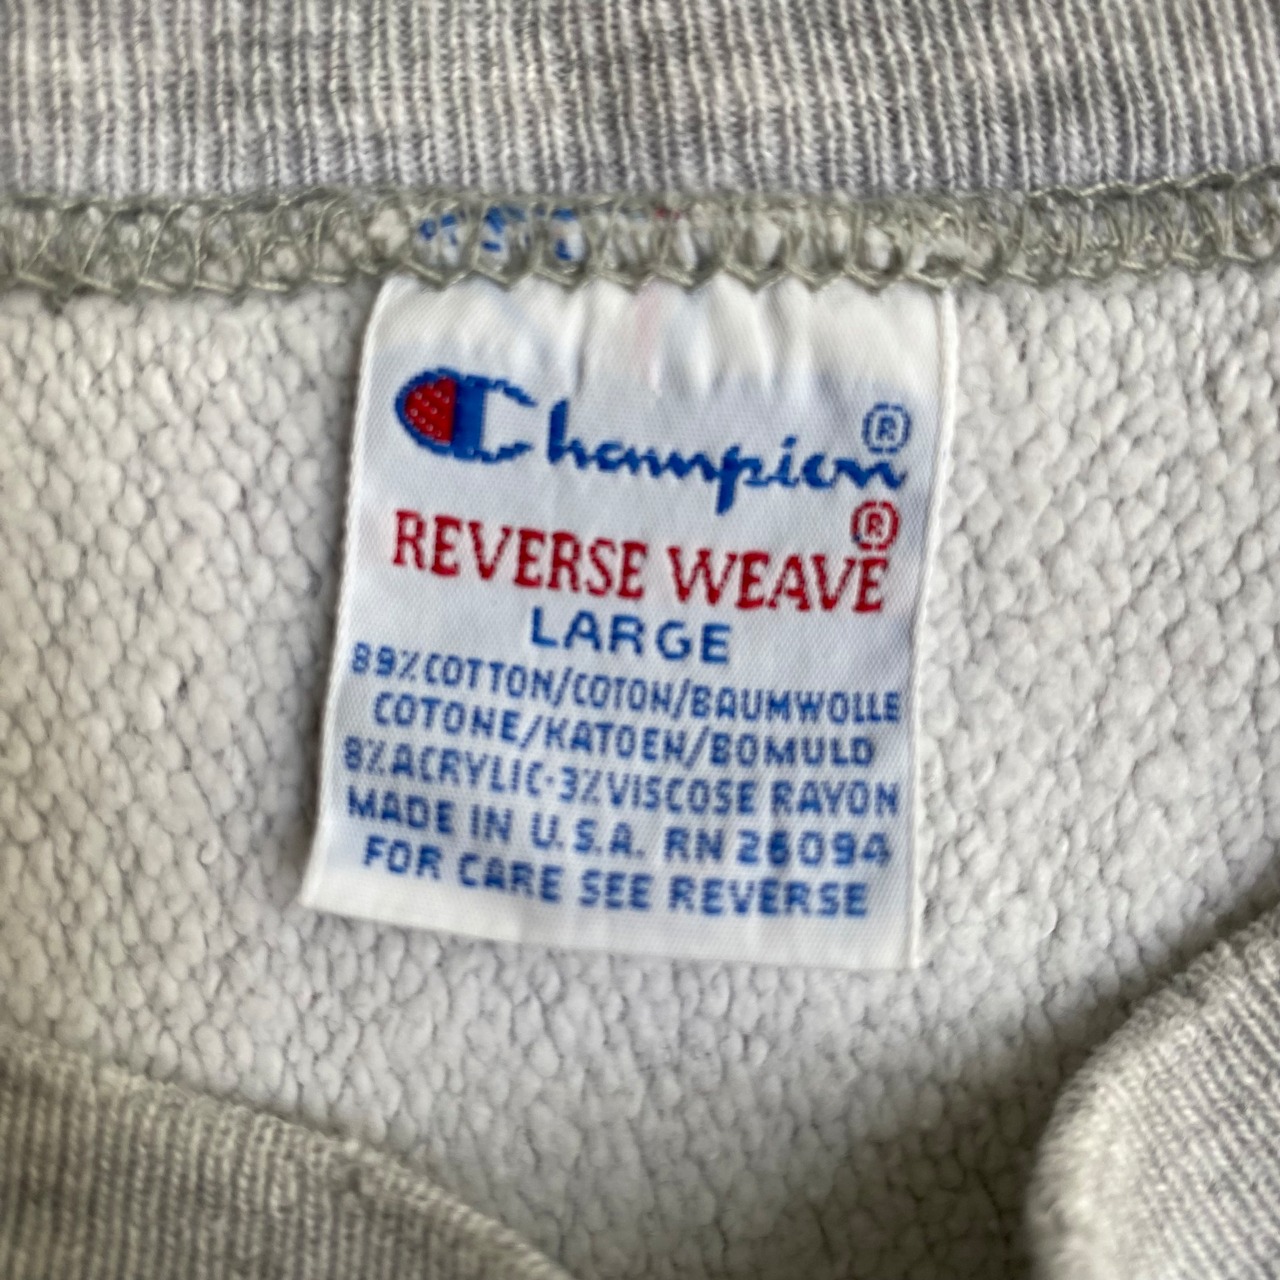 Champion®
REVERSE WEAVE®
LARGE
89% COTTON/COTON/BAUMWOLLE
COTONE/KATOEN/BOMULD
8% ACRYLIC·3% VISCOSE RAYON
MADE IN U.S.A. RN 26094
FOR CARE SEE REVERSE